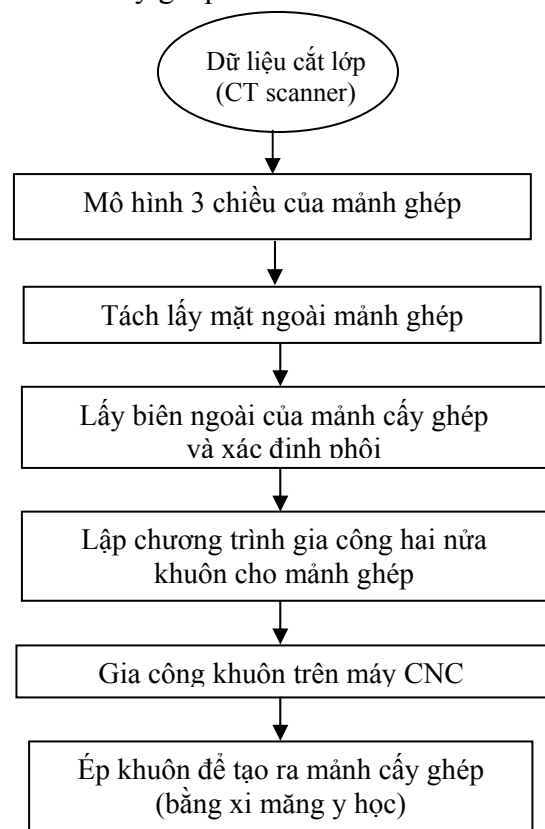 Dữ liệu cắt lớp
(CT scanner)
Mô hình 3 chiều của mảnh ghép
Tách lấy mặt ngoài mảnh ghép
Lấy biên ngoài của mảnh cấy ghép
và xác định phôi
Lập chương trình gia công hai nửa
khuôn cho mảnh ghép
Gia công khuôn trên máy CNC
Ép khuôn để tạo ra mảnh cấy ghép
(bằng xi măng y học)